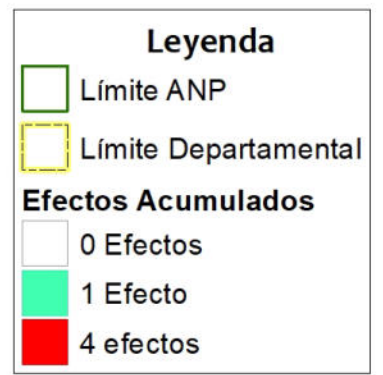 Leyenda
Límite ANP
Límite Departamental
Efectos Acumulados
0 Efectos
1 Efecto
4 efectos